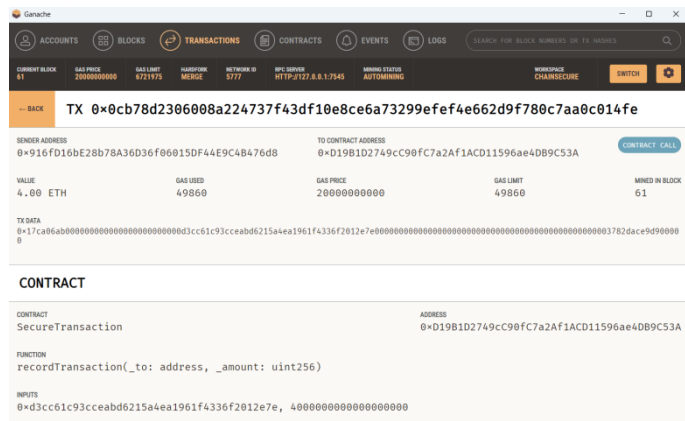 Ganache
ACCOUNTS BLOCKS TRANSACTIONS CONTRACTS EVENTS LOGS SEARCH FOR BLOCK NUMBERS OR TX HASHES
CURRENT BLOCK GAS PRICE GAS LIMIT HARDFORK NETWORK ID RPC SERVER MINING STATUS WORKSPACE
61 20000000000 6721975 MERGE 5777 HTTP://127.0.0.1:7545 AUTOMINING CHAINSECURE SWITCH
← BACK TX 0×0cb78d2306008a224737f43df10e8ce6a73299efef4e662d9f780c7aa0c014fe
SENDER ADDRESS TO CONTRACT ADDRESS
0×916fD16bE28b78A36D36f06015DF44E9C4B476d8 0×D19B1D2749cC90fC7a2Af1ACD11596ae4DB9C53A CONTRACT CALL
VALUE GAS USED GAS PRICE GAS LIMIT MINED IN BLOCK
4.00 ETH 49860 20000000000 49860 61
TX DATA
0×17ca06ab000000000000000000000000d3cc61c93cceabd6215a4ea1961f4336f2012e7e0000000000000000000000000000000000000000000000003782dace9d90000
0
CONTRACT
CONTRACT ADDRESS
SecureTransaction 0×D19B1D2749cC90fC7a2Af1ACD11596ae4DB9C53A
FUNCTION
recordTransaction(_to: address, _amount: uint256)
INPUTS
0×d3cc61c93cceabd6215a4ea1961f4336f2012e7e, 4000000000000000000